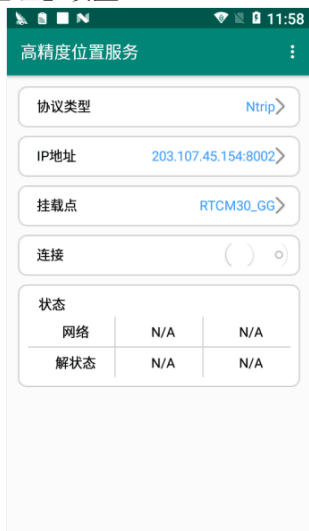 11:58
高精度位置服务
协议类型 Ntrip
IP地址 203.107.45.154:8002
挂载点 RTCM30_GG
连接
状态
网络 N/A N/A
解状态 N/A N/A